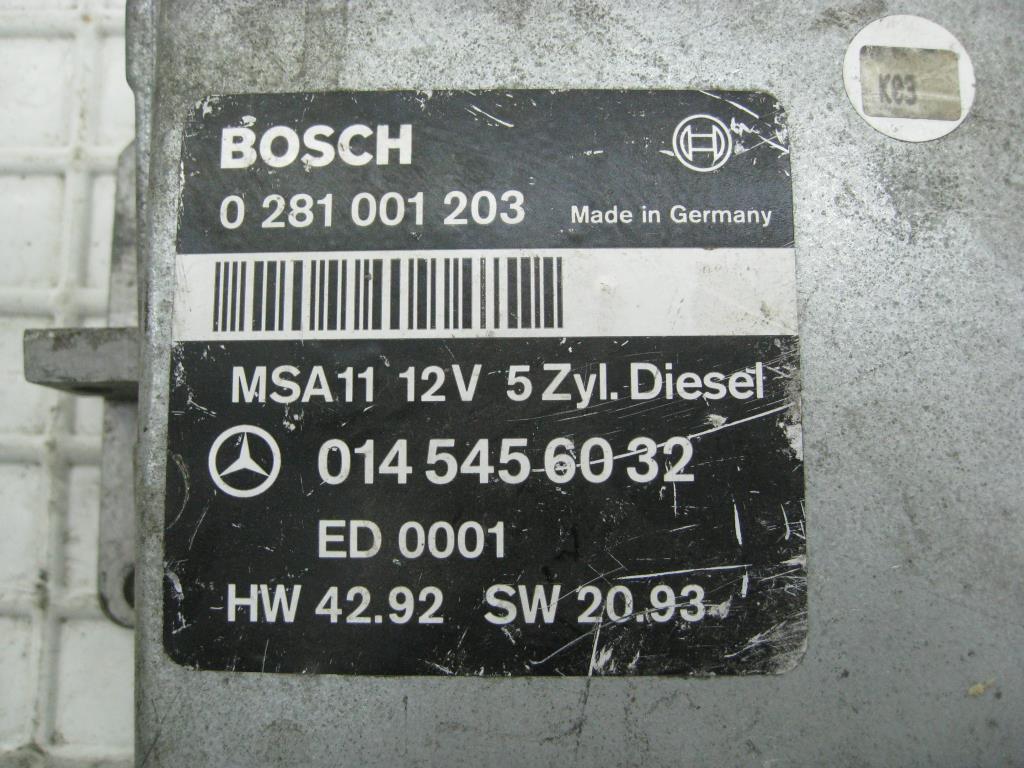 KC3
BOSCH
0 281 001 203 Made in Germany
MSA11 12V 5 Zyl. Diesel
014 545 60 32
ED 0001
HW 42.92 SW 20.93